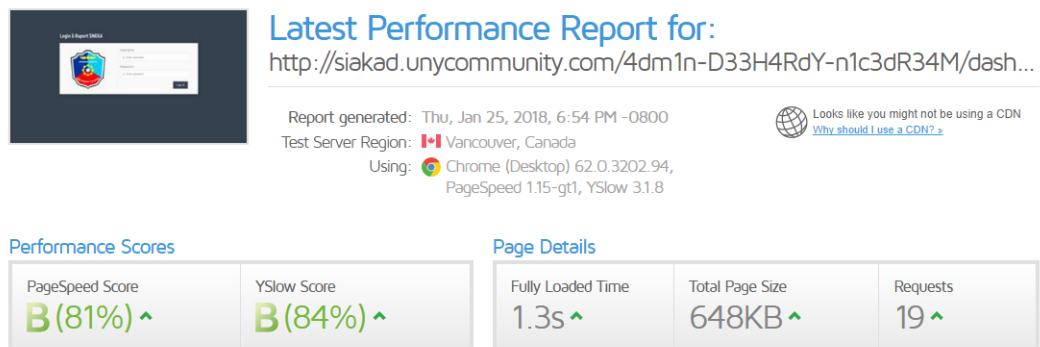 Latest Performance Report for:
http://siakad.unycommunity.com/4dm1n-D33H4RdY-n1c3dR34M/dash...
Login E-Raport SMEKA
Report generated: Thu, Jan 25, 2018, 6:54 PM -0800
Test Server Region: Vancouver, Canada
Using: Chrome (Desktop) 62.0.3202.94,
PageSpeed 1.15-gt1, YSlow 3.1.8
Looks like you might not be using a CDN
Why should I use a CDN? »
Performance Scores
PageSpeed Score
B (81%)
YSlow Score
B (84%)
Page Details
Fully Loaded Time
1.3s
Total Page Size
648KB
Requests
19